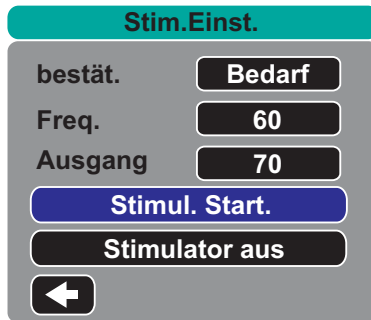 Stim.Einst.
bestät. Bedarf
Freq. 60
Ausgang 70
Stimul. Start.
Stimulator aus